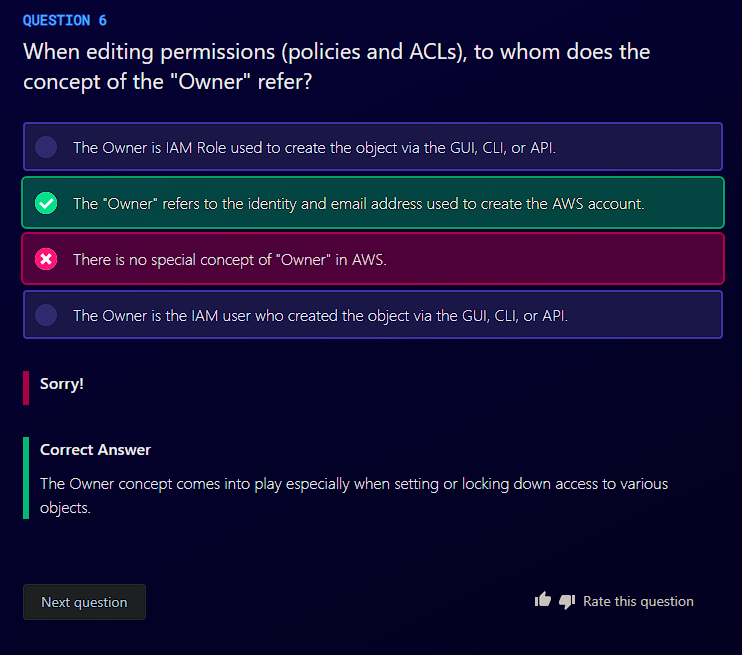 QUESTION 6
When editing permissions (policies and ACLs), to whom does the
concept of the "Owner" refer?
The Owner is IAM Role used to create the object via the GUI, CLI, or API.
The "Owner" refers to the identity and email address used to create the AWS account.
There is no special concept of "Owner" in AWS.
The Owner is the IAM user who created the object via the GUI, CLI, or API.
Sorry!
Correct Answer
The Owner concept comes into play especially when setting or locking down access to various
objects.
Next question
Rate this question